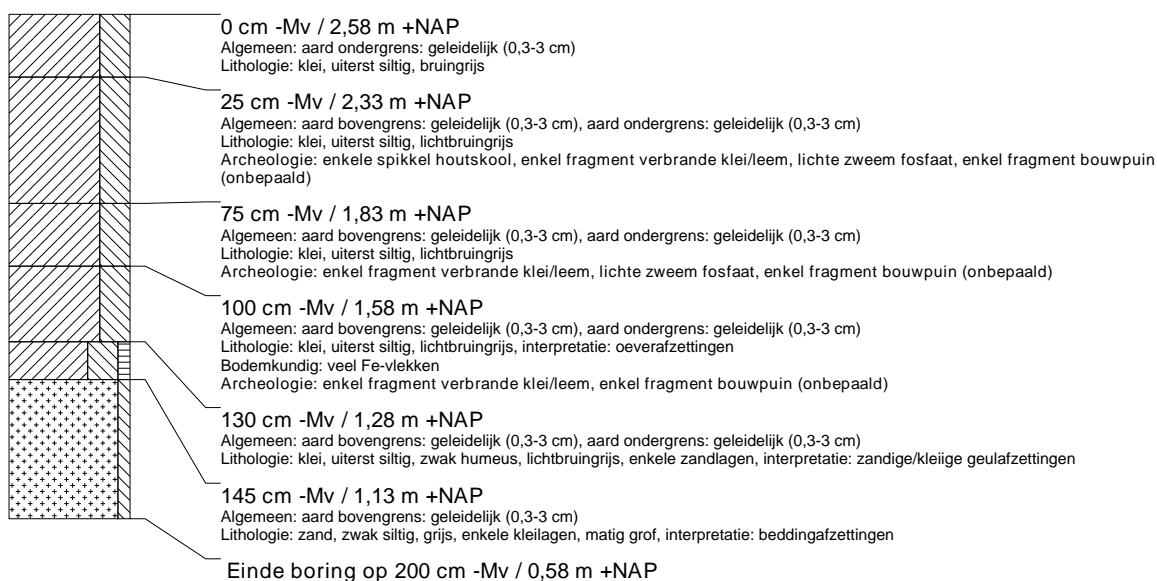 0 cm -Mv / 2,58 m +NAP
Algemeen: aard ondergrens: geleidelijk (0,3-3 cm)
Lithologie: klei, uiterst siltig, bruingrijs
25 cm -Mv / 2,33 m +NAP
Algemeen: aard bovengrens: geleidelijk (0,3-3 cm), aard ondergrens: geleidelijk (0,3-3 cm)
Lithologie: klei, uiterst siltig, lichtbruingrijs
Archeologie: enkele spikkel houtskool, enkel fragment verbrande klei/leem, lichte zweem fosfaat, enkel fragment bouwpuin
(onbepaald)
75 cm -Mv / 1,83 m +NAP
Algemeen: aard bovengrens: geleidelijk (0,3-3 cm), aard ondergrens: geleidelijk (0,3-3 cm)
Lithologie: klei, uiterst siltig, lichtbruingrijs
Archeologie: enkel fragment verbrande klei/leem, lichte zweem fosfaat, enkel fragment bouwpuin (onbepaald)
100 cm -Mv / 1,58 m +NAP
Algemeen: aard bovengrens: geleidelijk (0,3-3 cm), aard ondergrens: geleidelijk (0,3-3 cm)
Lithologie: klei, uiterst siltig, lichtbruingrijs, interpretatie: oeverafzettingen
Bodemkundig: veel Fe-vlekken
Archeologie: enkel fragment verbrande klei/leem, enkel fragment bouwpuin (onbepaald)
130 cm -Mv / 1,28 m +NAP
Algemeen: aard bovengrens: geleidelijk (0,3-3 cm), aard ondergrens: geleidelijk (0,3-3 cm)
Lithologie: klei, uiterst siltig, zwak humeus, lichtbruingrijs, enkele zandlagen, interpretatie: zandige/kleiige geulafzettingen
145 cm -Mv / 1,13 m +NAP
Algemeen: aard bovengrens: geleidelijk (0,3-3 cm)
Lithologie: zand, zwak siltig, grijs, enkele kleilagen, matig grof, interpretatie: beddingafzettingen
Einde boring op 200 cm -Mv / 0,58 m +NAP